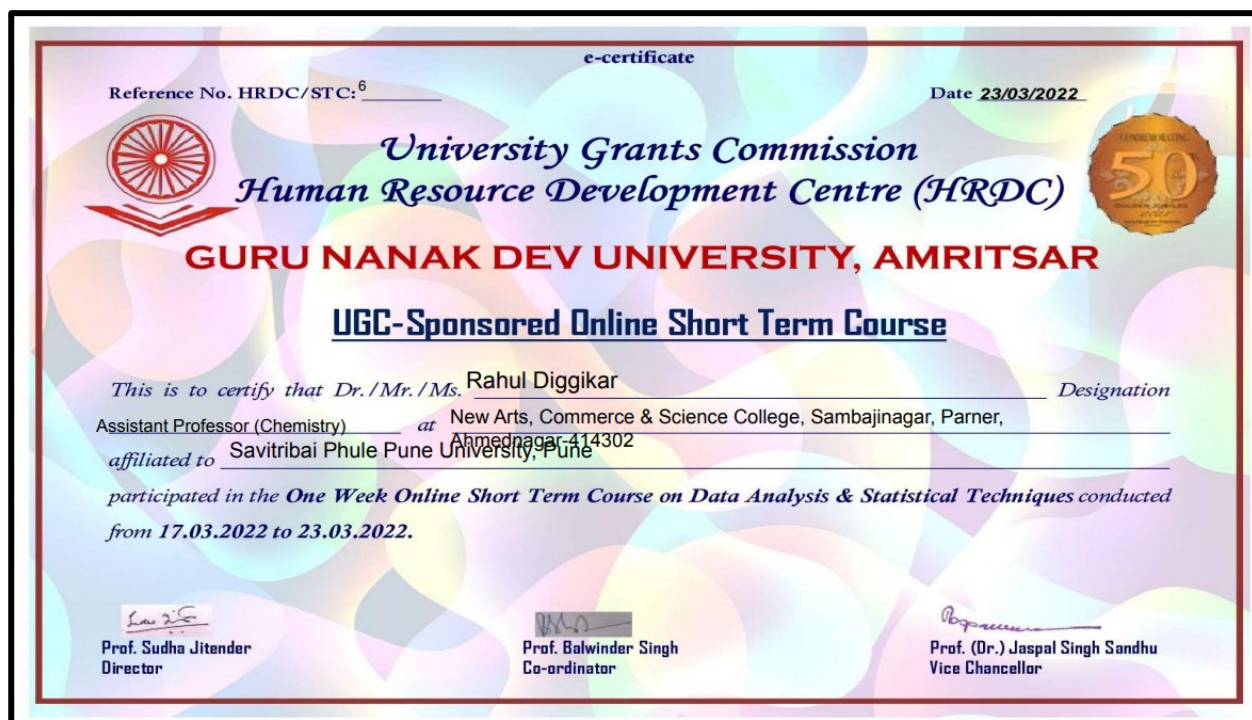 e-certificate
Reference No. HRDC/STC: 6
Date 23/03/2022
University Grants Commission
Human Resource Development Centre (HRDC)
COMMEMORATING
50
GOLDEN JUBILEE
GURU NANAK DEV UNIVERSITY, AMRITSAR
UGC-Sponsored Online Short Term Course
This is to certify that Dr./Mr./Ms. Rahul Diggikar Designation
Assistant Professor (Chemistry) at New Arts, Commerce & Science College, Sambajinagar, Parner,
Ahmednagar-414302
affiliated to Savitribai Phule Pune University, Pune
participated in the One Week Online Short Term Course on Data Analysis & Statistical Techniques conducted
from 17.03.2022 to 23.03.2022.
Prof. Sudha Jitender
Director
Prof. Balwinder Singh
Co-ordinator
Prof. (Dr.) Jaspal Singh Sandhu
Vice Chancellor